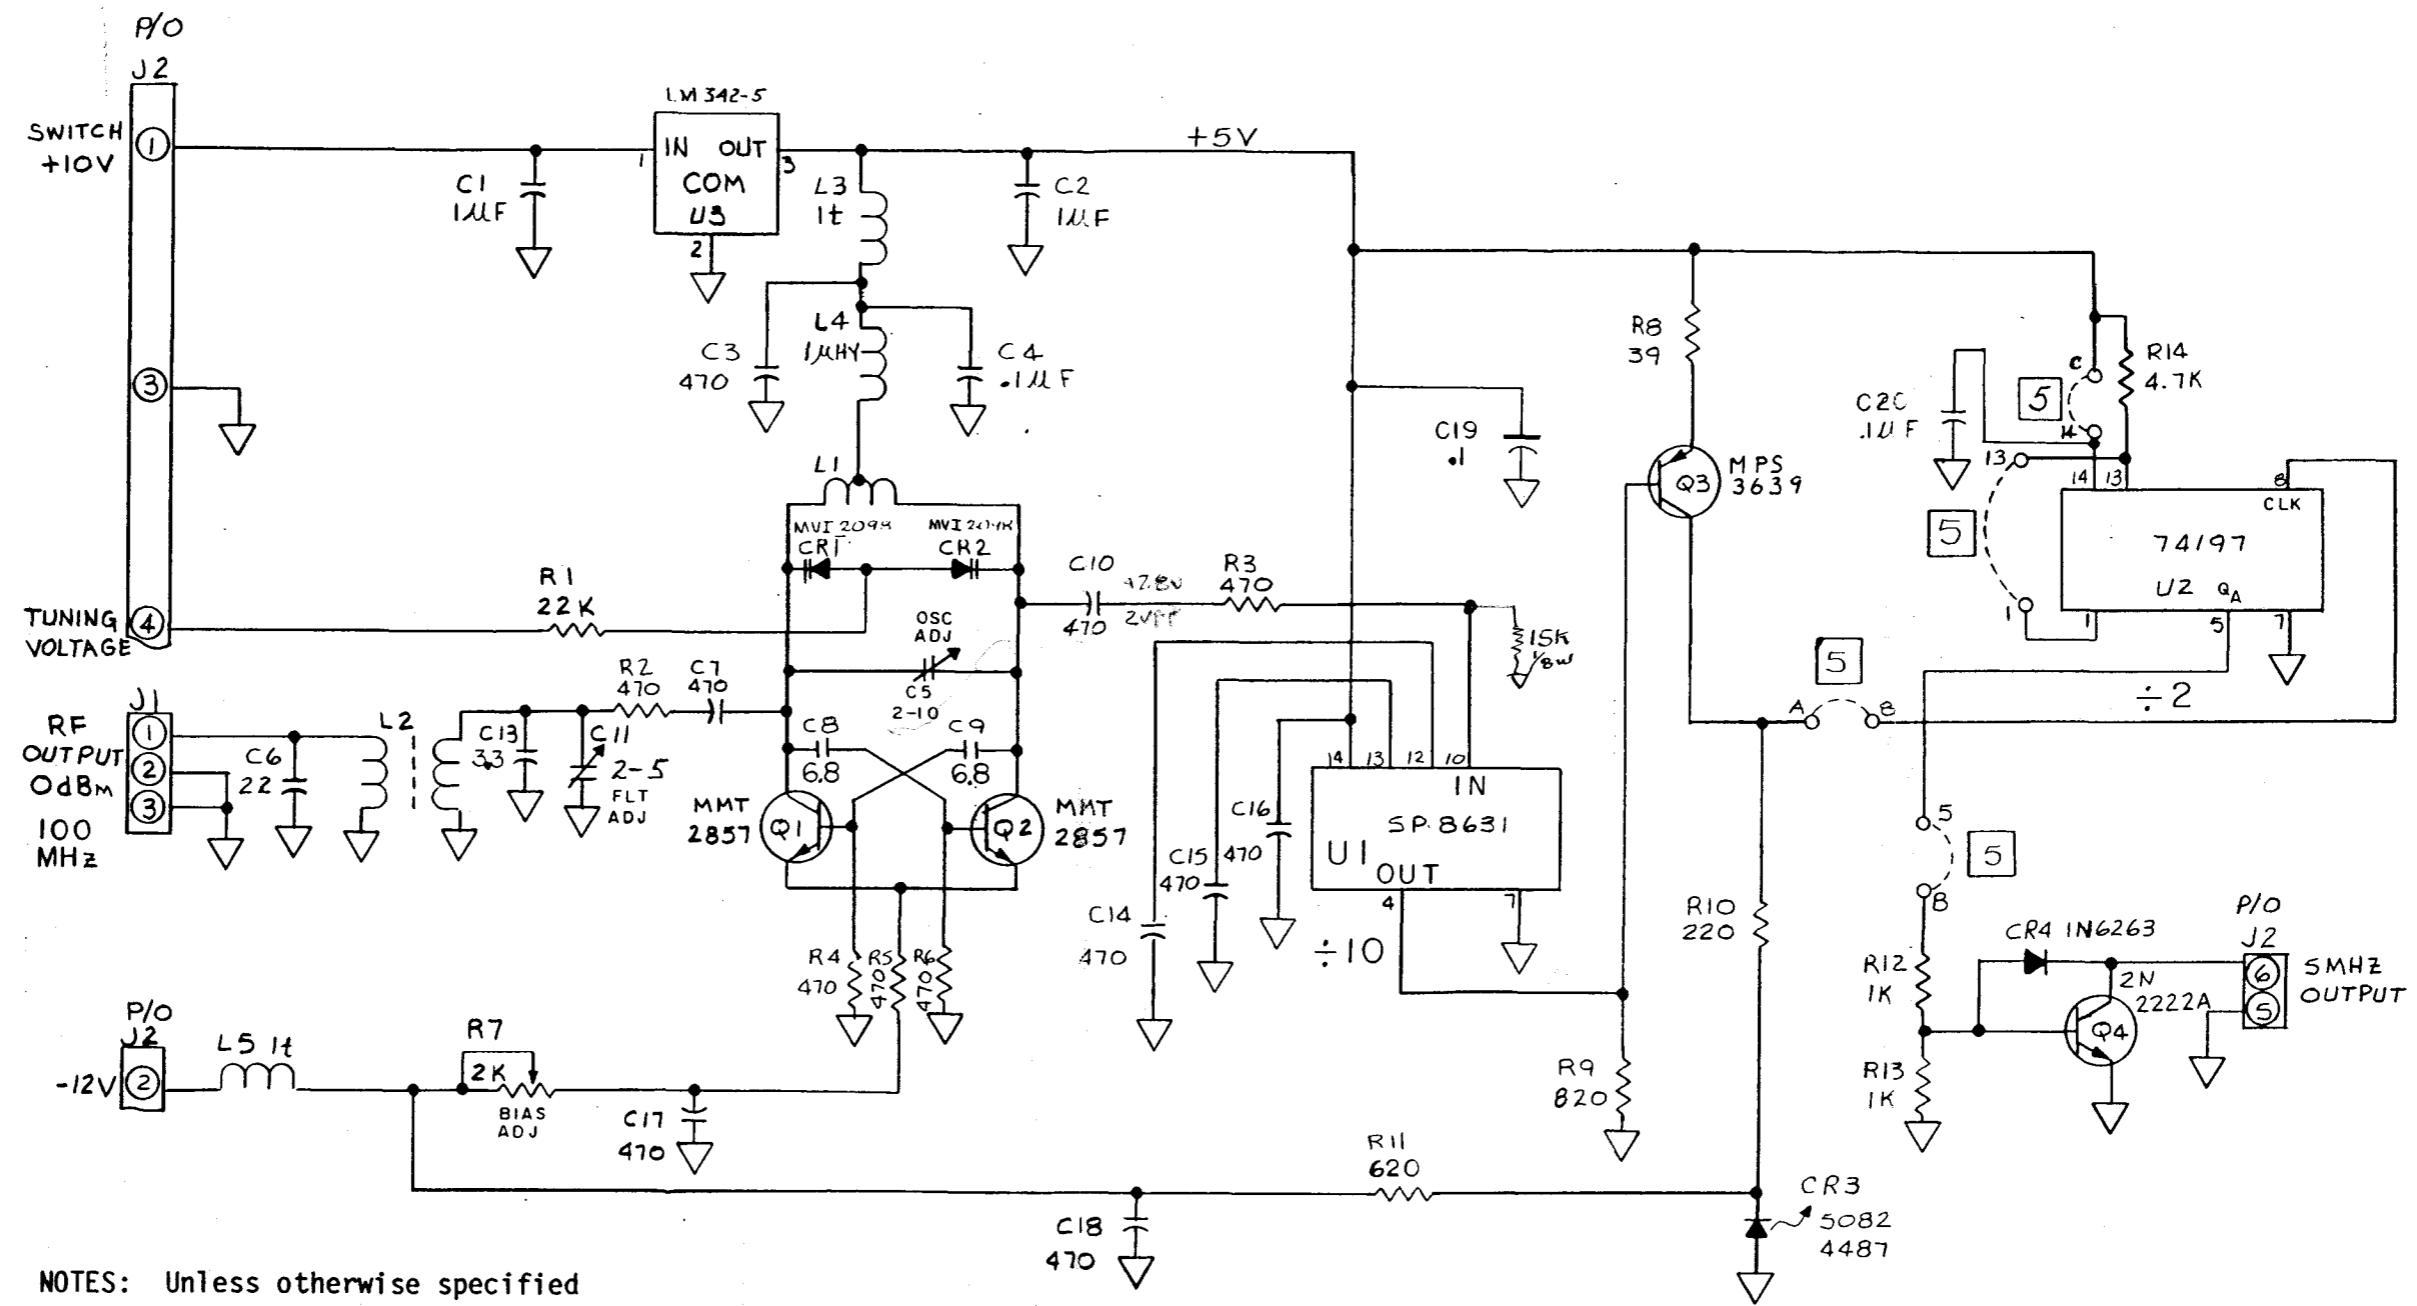 P/O
J2
SWITCH
+10V
1
3
TUNING
VOLTAGE
4
C1
1µF
LM342-5
IN OUT
COM
U3
1
3
2
L3
1t
C2
1µF
+5V
C3
470
L4
1µHY
C4
.1µF
L1
MVI
MVI
CR1
CR2
R1
22K
OSC
ADJ
C5
2-10
C10
470
R3
470
15K
1/8W
R2
470
C7
470
J1
RF
OUTPUT
0dBm
100
MHz
1
2
3
C6
22
L2
C13
3.3
C11
2-5
FLT
ADJ
C8
6.8
C9
6.8
MMT
2857
Q1
Q2
MMT
2857
R4
470
R5
470
R6
470
P/O
J2
-12V
2
L5 1t
R7
2K
BIAS
ADJ
C17
470
C14
470
C15
470
C16
470
C19
.1
14
13
12
10
IN
SP8631
U1
OUT
4
7
÷10
R8
39
Q3
MPS
3639
R9
820
R10
220
R11
620
C18
470
CR3
5082
4487
A
5
B
C
5
14
R14
4.7K
.1µF
13
5
1
14
13
8
CLK
74197
U2 QA
1
5
7
÷2
5
5
B
R12
1K
R13
1K
CR4 1N6263
2N
2222A
Q4
P/O
J2
6
5
5MHZ
OUTPUT
NOTES: Unless otherwise specified